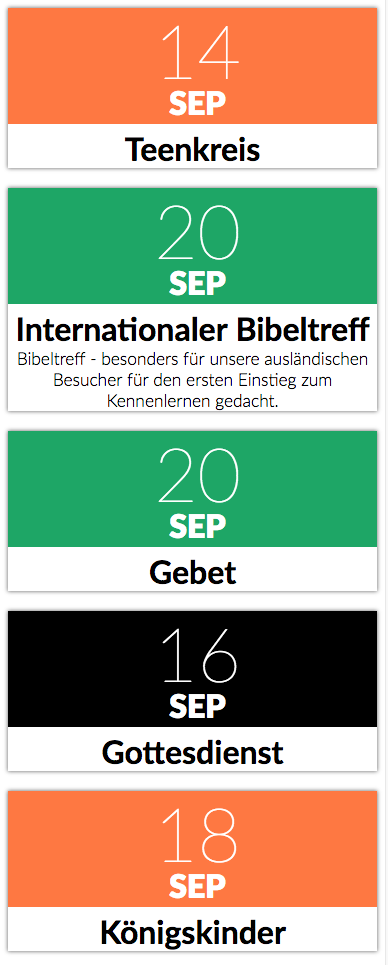 14
SEP
Teenkreis
20
SEP
Internationaler Bibeltreff
Bibeltreff - besonders für unsere ausländischen
Besucher für den ersten Einstieg zum
Kennenlernen gedacht.
20
SEP
Gebet
16
SEP
Gottesdienst
18
SEP
Königskinder